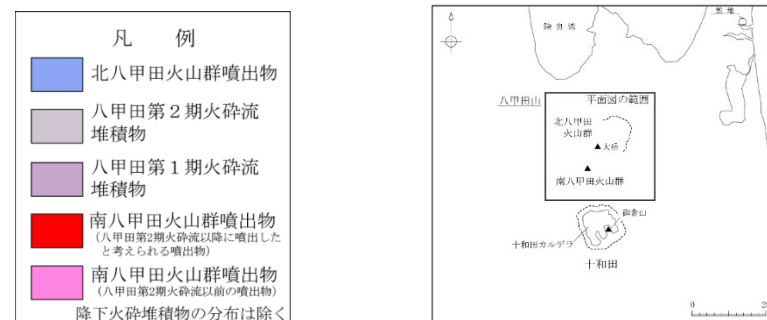 凡　例
北八甲田火山群噴出物
八甲田第２期火砕流
堆積物
八甲田第１期火砕流
堆積物
南八甲田火山群噴出物
（八甲田第2期火砕流以降に噴出した
と考えられる噴出物）
南八甲田火山群噴出物
（八甲田第2期火砕流以前の噴出物）
降下火砕堆積物の分布は除く
敷地
陸奥湾
八甲田山
平面図の範囲
北八甲田
火山群
大岳
南八甲田火山群
御倉山
十和田カルデラ
十和田
0